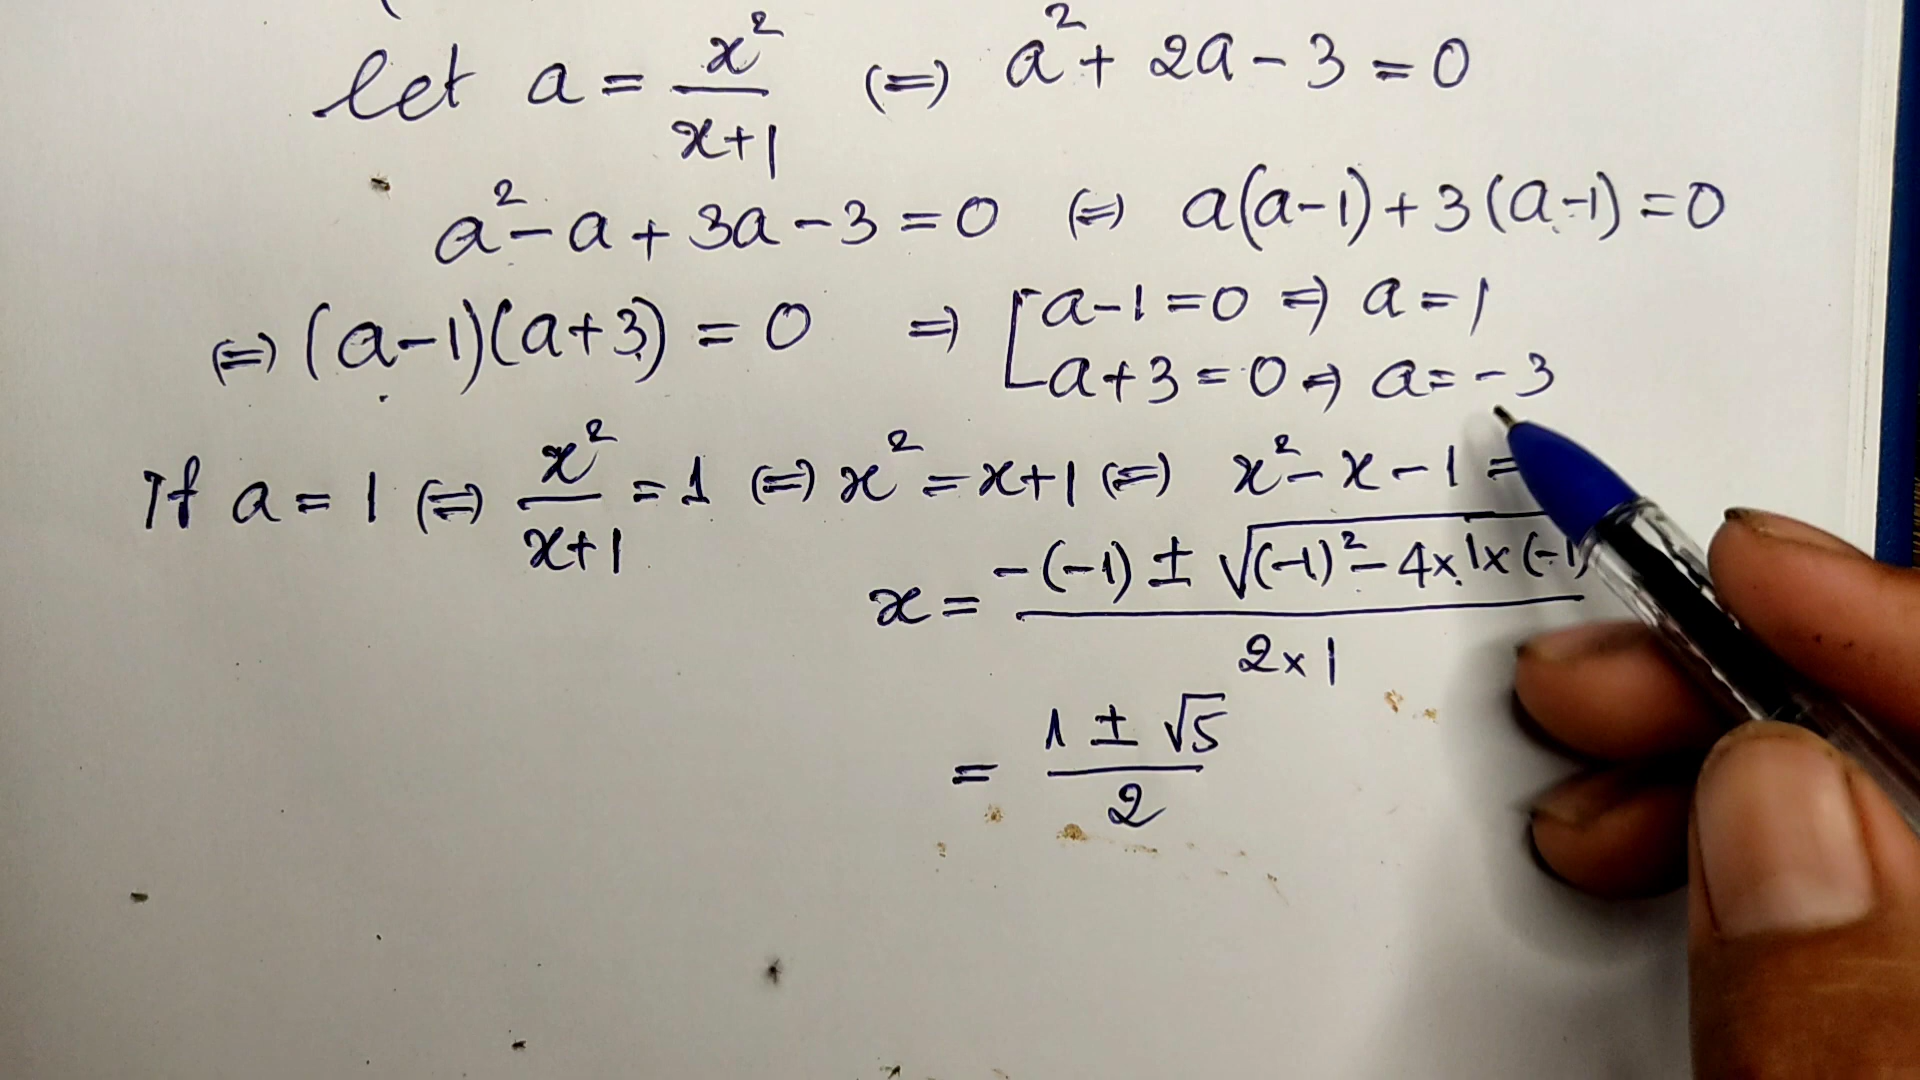 let a = x²/(x+1) (=) a² + 2a - 3 = 0
a² - a + 3a - 3 = 0 (=) a(a-1) + 3(a-1) = 0
(=) (a-1)(a+3) = 0 => [a-1 = 0 => a = 1
a+3 = 0 => a = -3
If a = 1 (=) x²/(x+1) = 1 (=) x² = x+1 (=) x² - x - 1 =
x = (-(-1) ± √((-1)² - 4×1×(-1)))/(2×1)
= (1 ± √5)/2